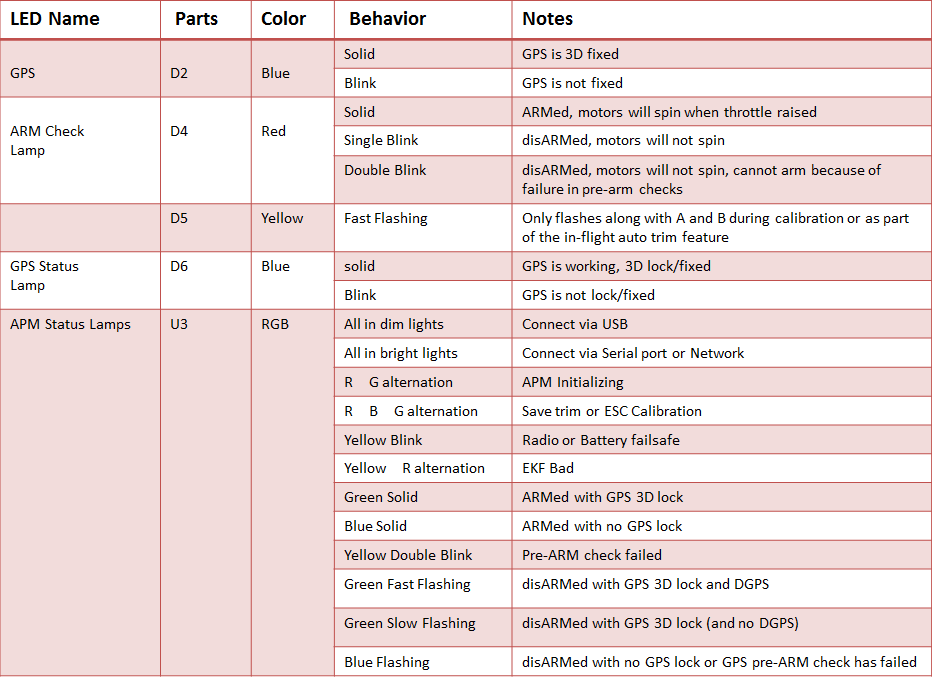 LED Name Parts Color Behavior Notes
GPS D2 Blue Solid GPS is 3D fixed
Blink GPS is not fixed
ARM Check Lamp D4 Red Solid ARMed, motors will spin when throttle raised
Single Blink disARMed, motors will not spin
Double Blink disARMed, motors will not spin, cannot arm because of
failure in pre-arm checks
D5 Yellow Fast Flashing Only flashes along with A and B during calibration or as part
of the in-flight auto trim feature
GPS Status Lamp D6 Blue solid GPS is working, 3D lock/fixed
Blink GPS is not lock/fixed
APM Status Lamps U3 RGB All in dim lights Connect via USB
All in bright lights Connect via Serial port or Network
R G alternation APM Initializing
R B G alternation Save trim or ESC Calibration
Yellow Blink Radio or Battery failsafe
Yellow R alternation EKF Bad
Green Solid ARMed with GPS 3D lock
Blue Solid ARMed with no GPS lock
Yellow Double Blink Pre-ARM check failed
Green Fast Flashing disARMed with GPS 3D lock and DGPS
Green Slow Flashing disARMed with GPS 3D lock (and no DGPS)
Blue Flashing disARMed with no GPS lock or GPS pre-ARM check has failed